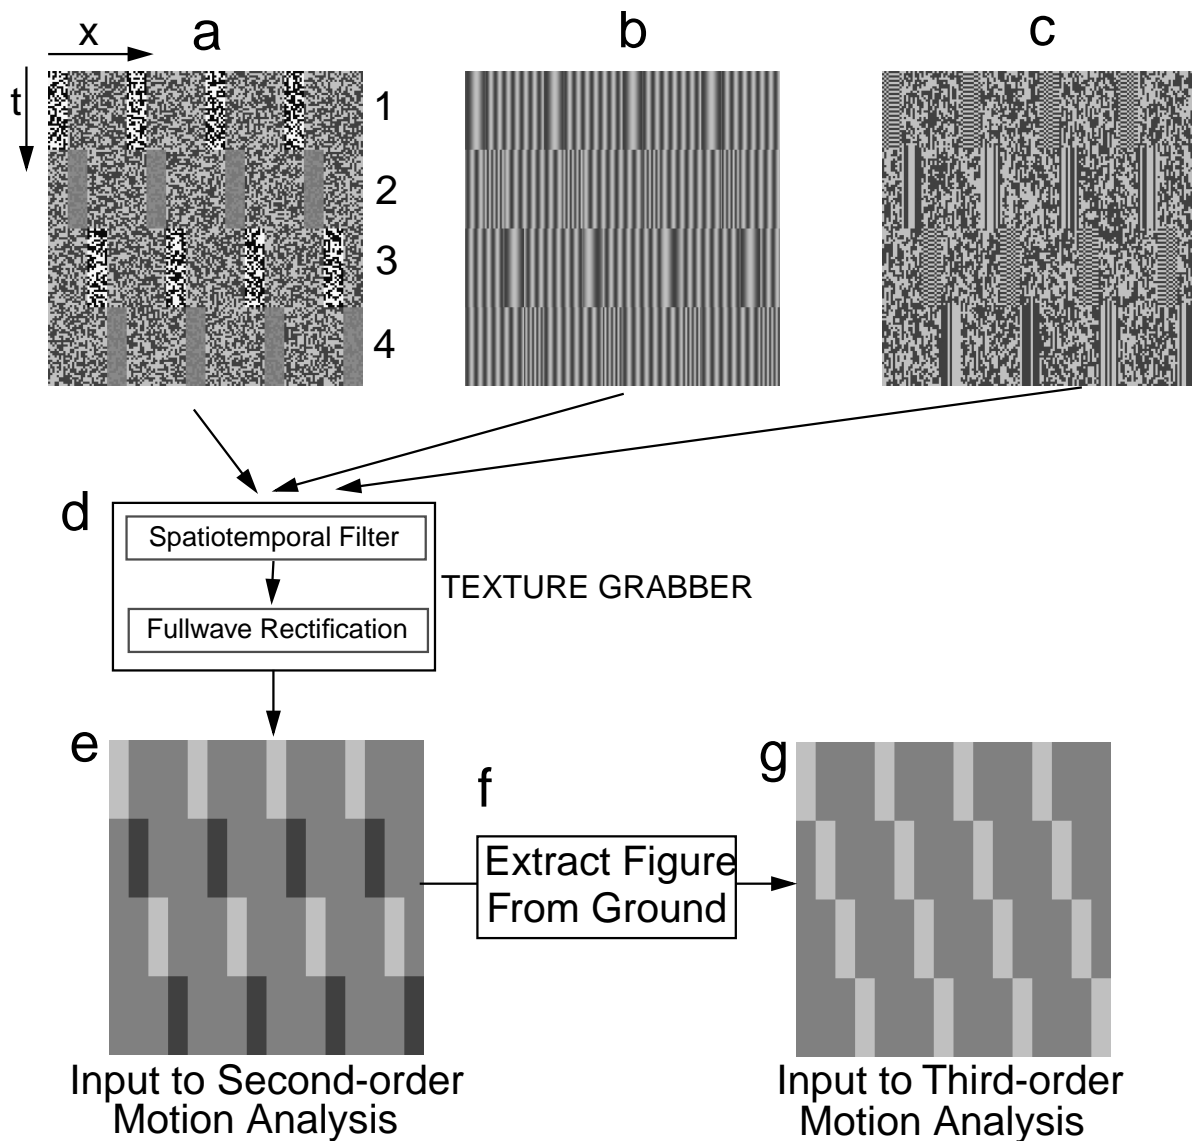 a
b
c
x
t
1
2
3
4
d
Spatiotemporal Filter
Fullwave Rectification
TEXTURE GRABBER
e
f
g
Extract Figure
From Ground
Input to Second-order
Motion Analysis
Input to Third-order
Motion Analysis